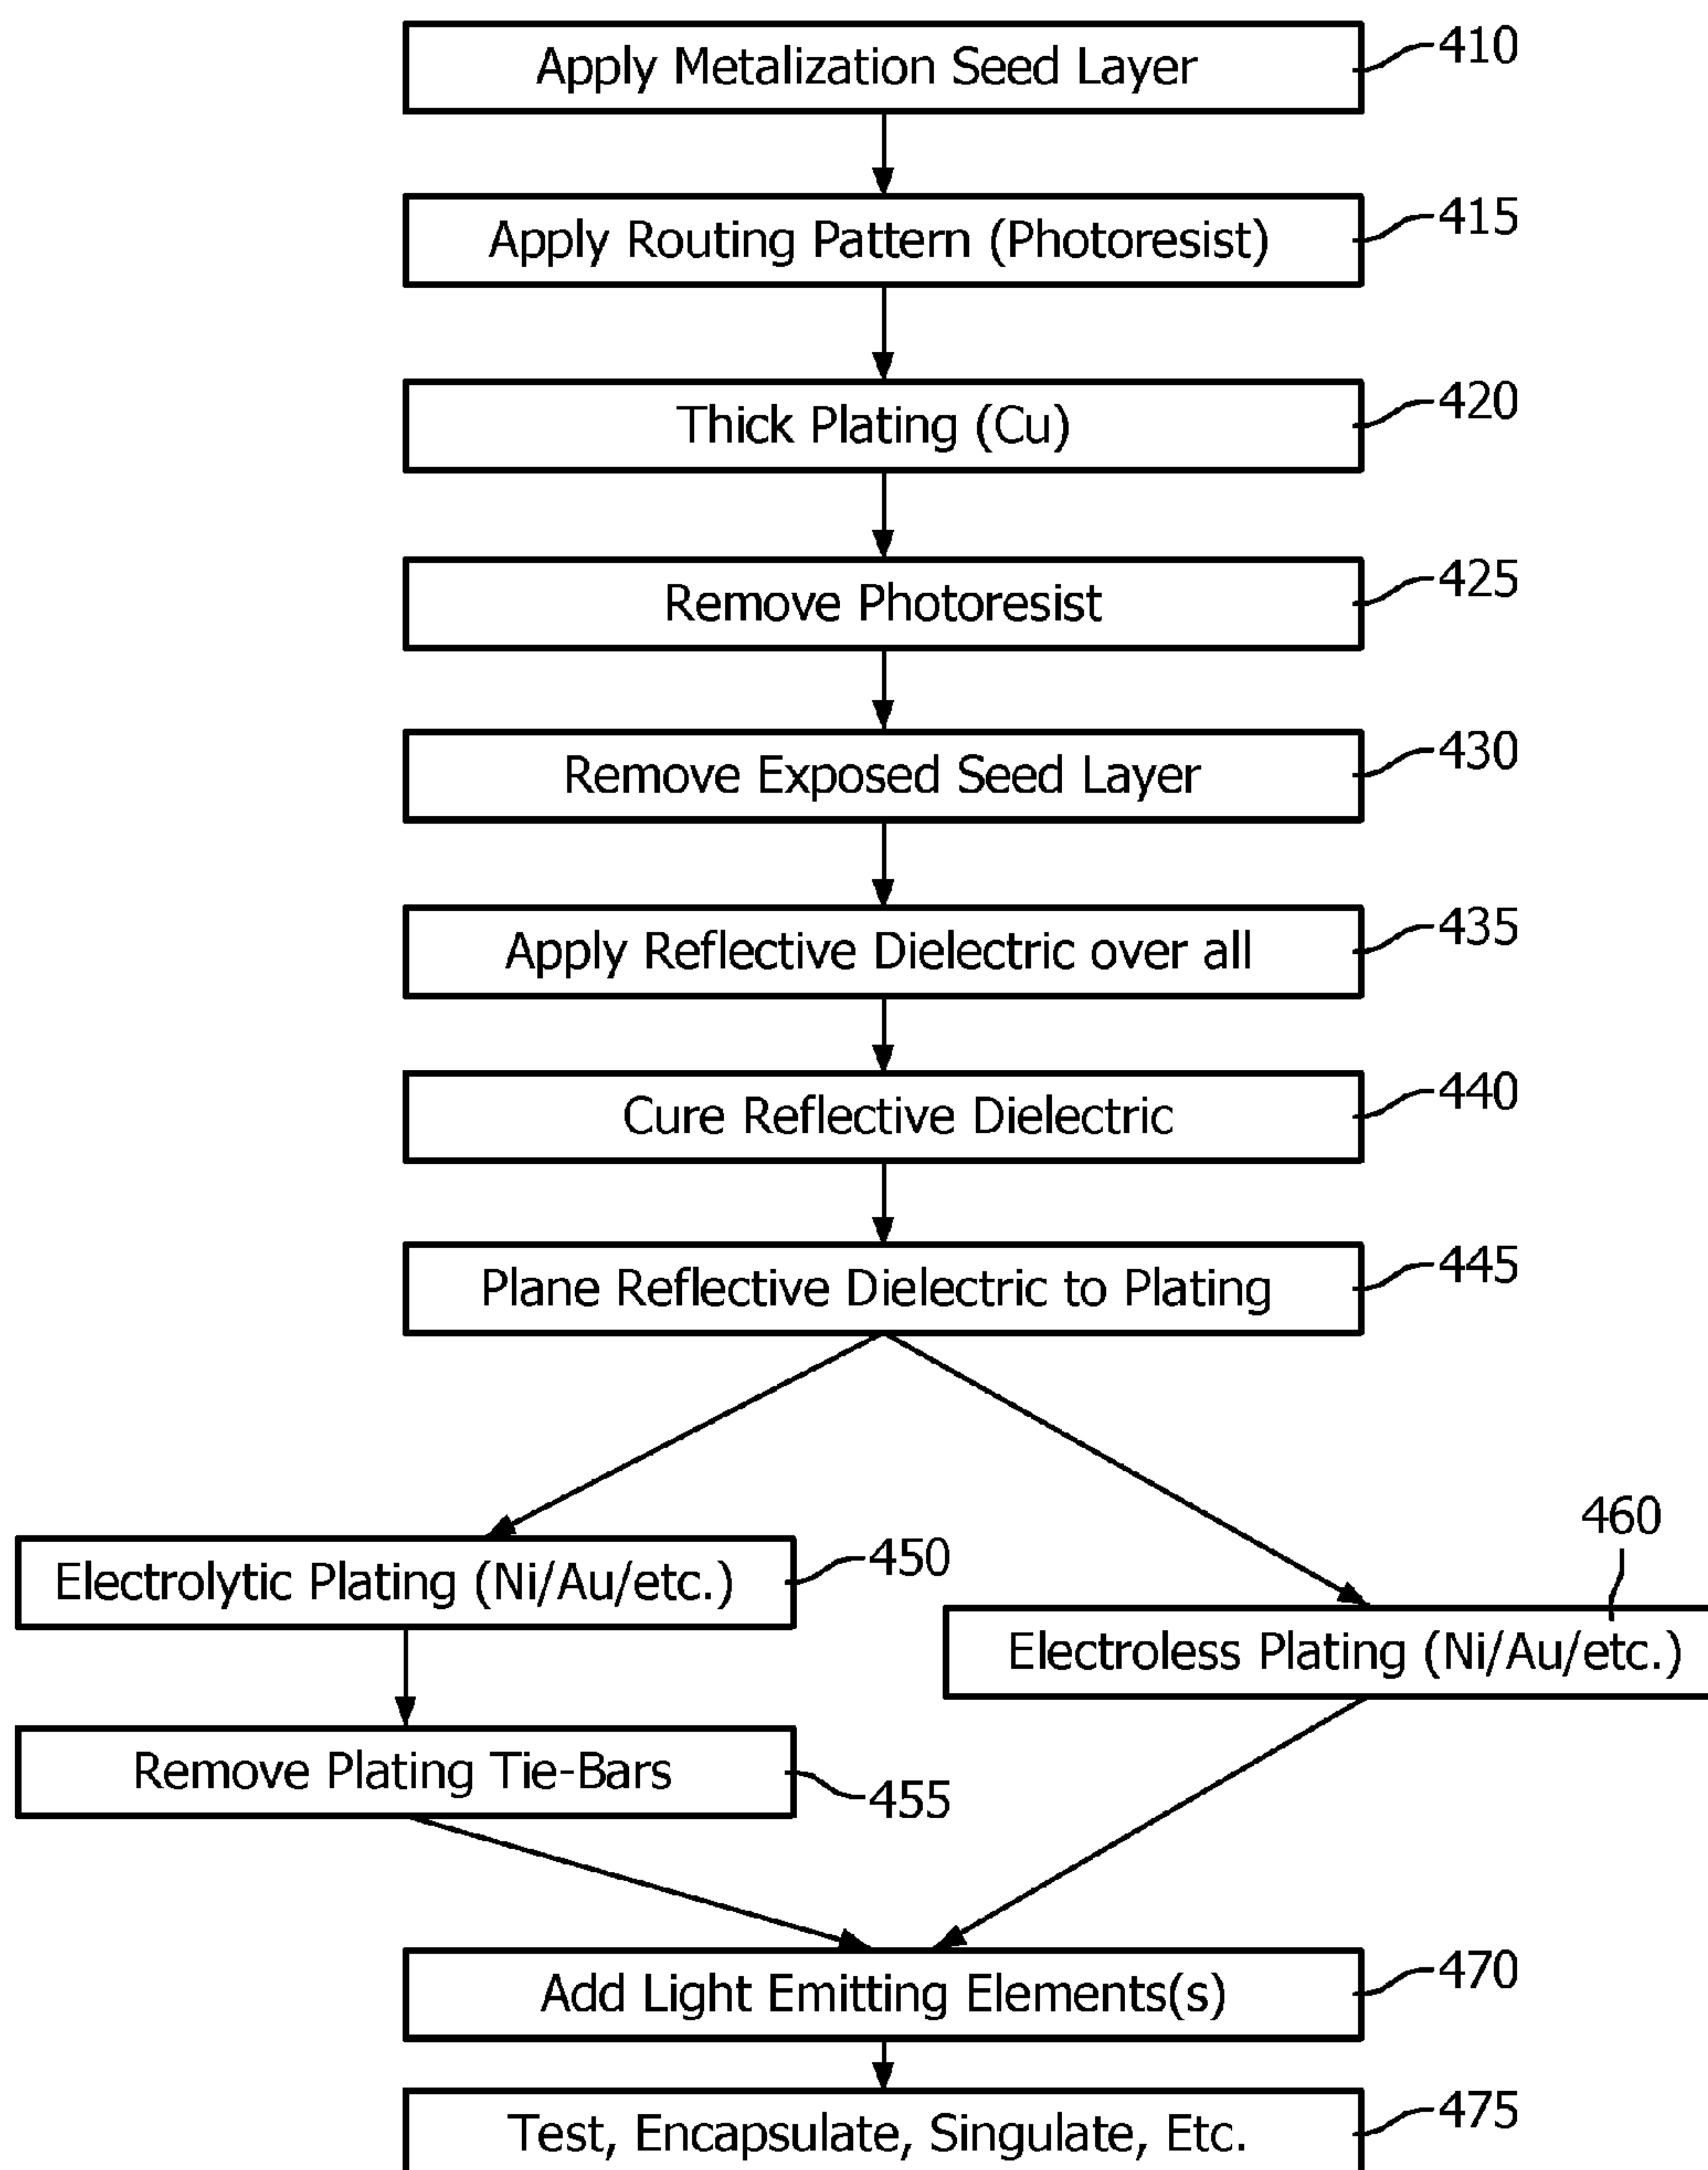 Apply Metalization Seed Layer 410
Apply Routing Pattern (Photoresist) 415
Thick Plating (Cu) 420
Remove Photoresist 425
Remove Exposed Seed Layer 430
Apply Reflective Dielectric over all 435
Cure Reflective Dielectric 440
Plane Reflective Dielectric to Plating 445
Electrolytic Plating (Ni/Au/etc.) 450
460
Electroless Plating (Ni/Au/etc.)
Remove Plating Tie-Bars 455
Add Light Emitting Elements(s) 470
Test, Encapsulate, Singulate, Etc. 475